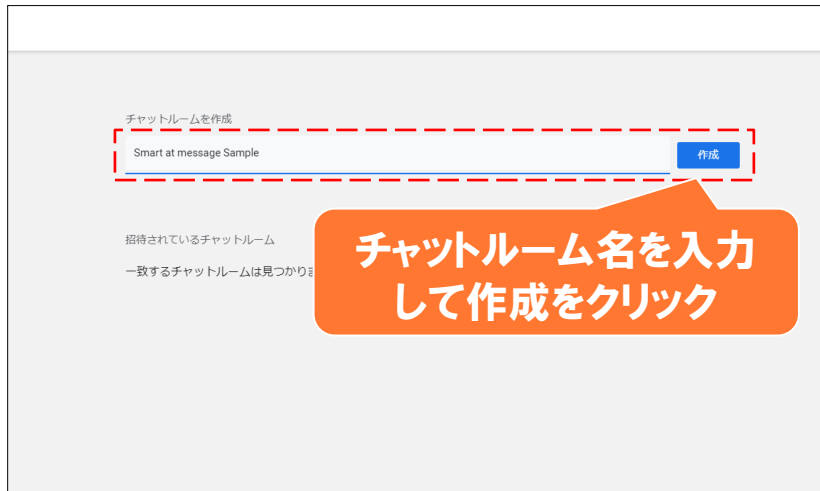 チャットルームを作成
Smart at message Sample
作成
招待されているチャットルーム
一致するチャットルームは見つかりま
チャットルーム名を入力
して作成をクリック